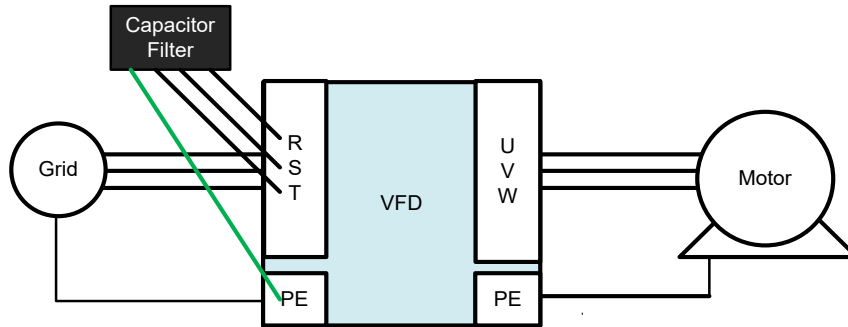 Capacitor
Filter
Grid
R
S
T
VFD
U
V
W
Motor
PE
PE